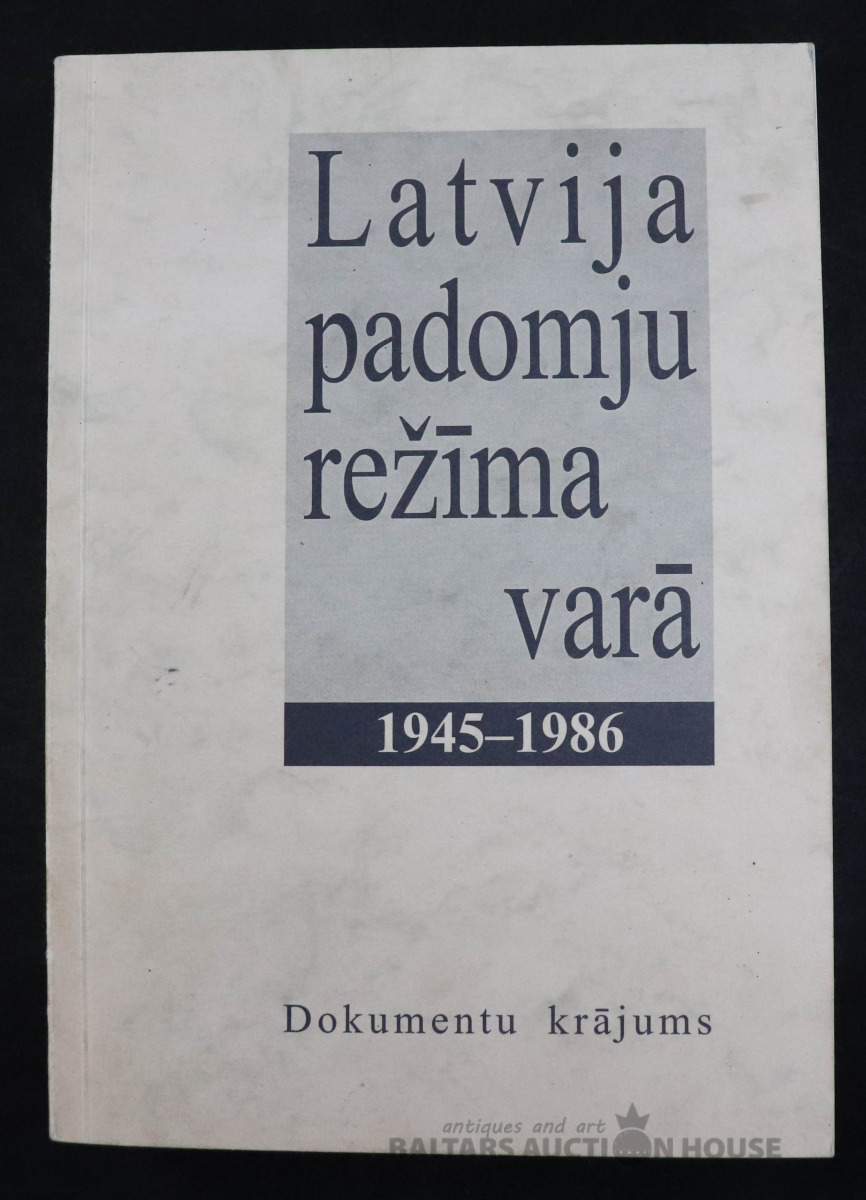 Latvija
padomju
režīma
varā
1945–1986
Dokumentu krājums
antiques and art
BALTARS AUCTION HOUSE